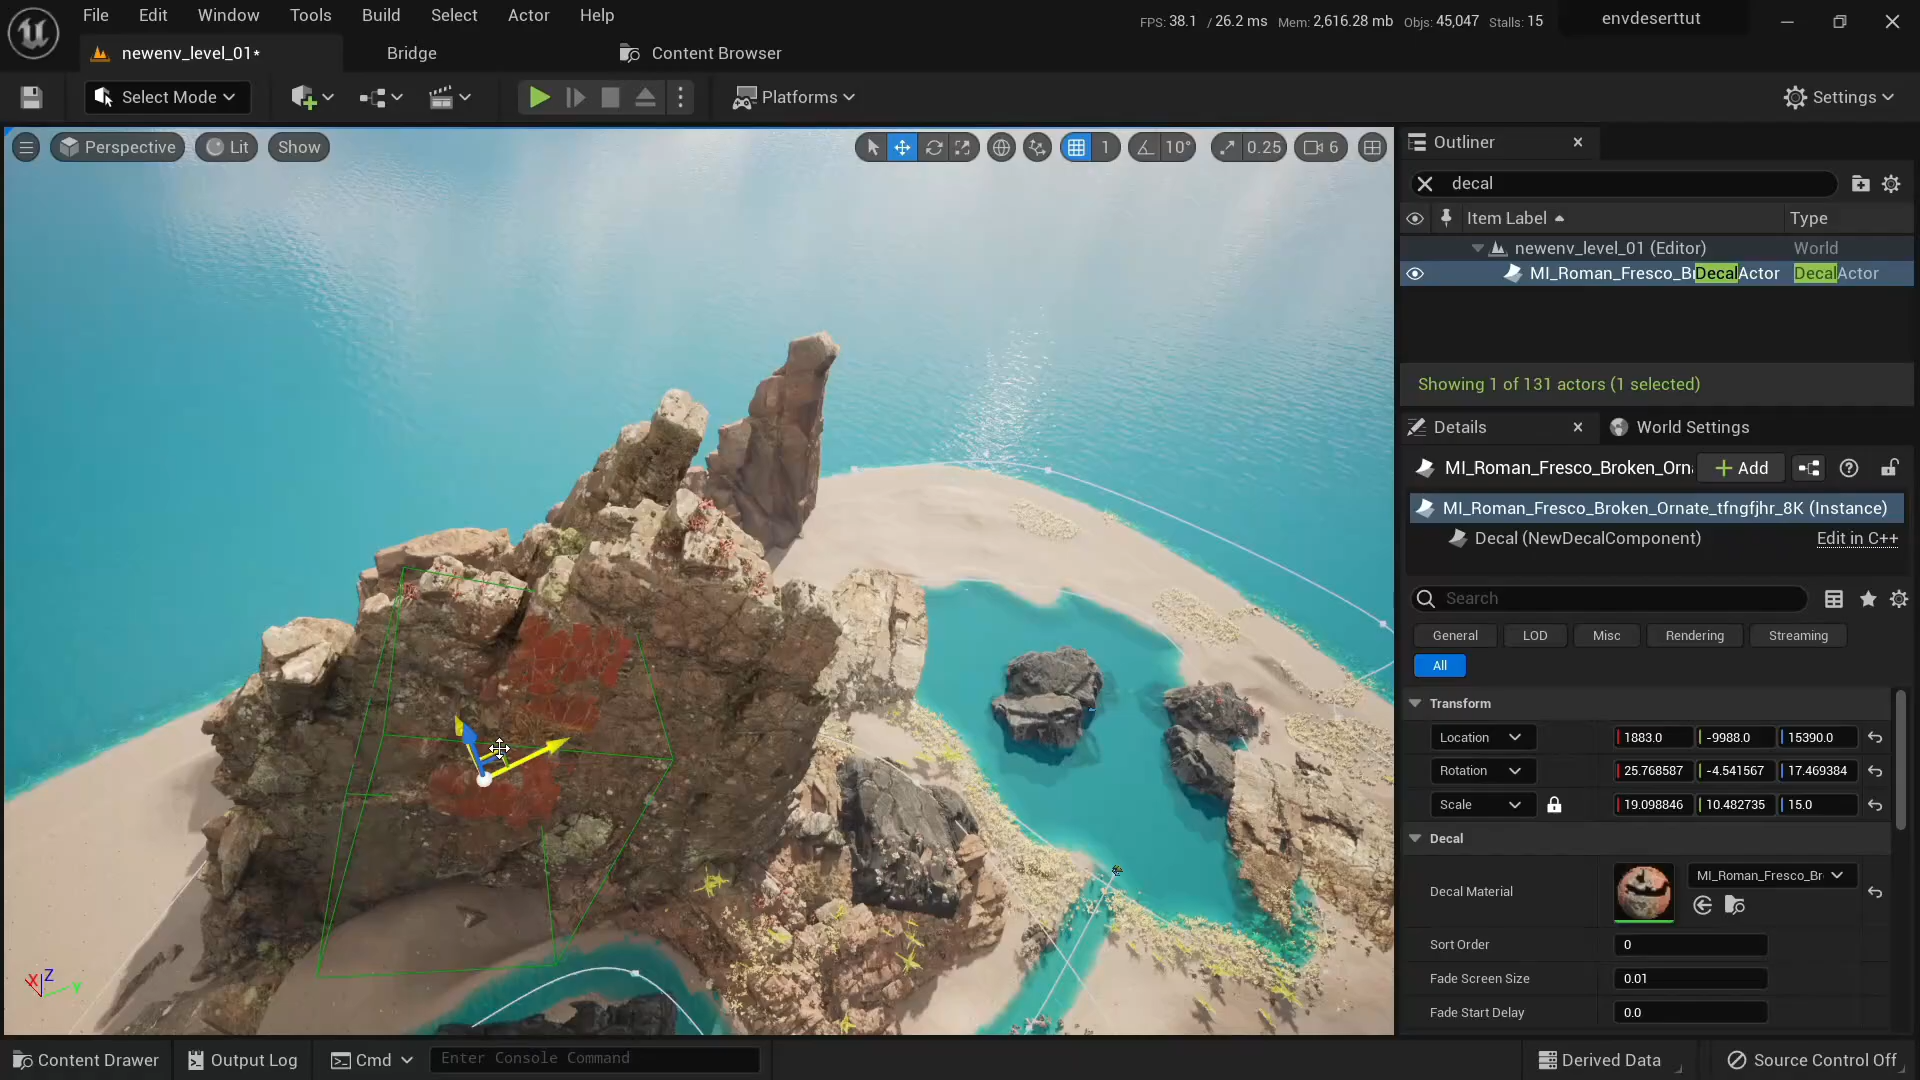 File Edit Window Tools Build Select Actor Help
FPS: 38.1 / 26.2 ms Mem: 2,616.28 mb Objs: 45,047 Stalls: 15
envdeserttut
newenv_level_01*
Bridge
Content Browser
Select Mode
Platforms
Settings
Perspective
Lit
Show
1
10°
0.25
6
Outliner
decal
Item Label
Type
newenv_level_01 (Editor)
World
MI_Roman_Fresco_BrDecalActor
DecalActor
Showing 1 of 131 actors (1 selected)
Details
World Settings
MI_Roman_Fresco_Broken_Orn
Add
MI_Roman_Fresco_Broken_Ornate_tfngfjhr_8K (Instance)
Decal (NewDecalComponent)
Edit in C++
Search
General
LOD
Misc
Rendering
Streaming
All
Transform
Location
1883.0
-9988.0
15390.0
Rotation
25.768587
-4.541567
17.469384
Scale
19.098846
10.482735
15.0
Decal
Decal Material
MI_Roman_Fresco_Br
Sort Order
0
Fade Screen Size
0.01
Fade Start Delay
0.0
X Z Y
Content Drawer
Output Log
Cmd
Enter Console Command
Derived Data
Source Control Off